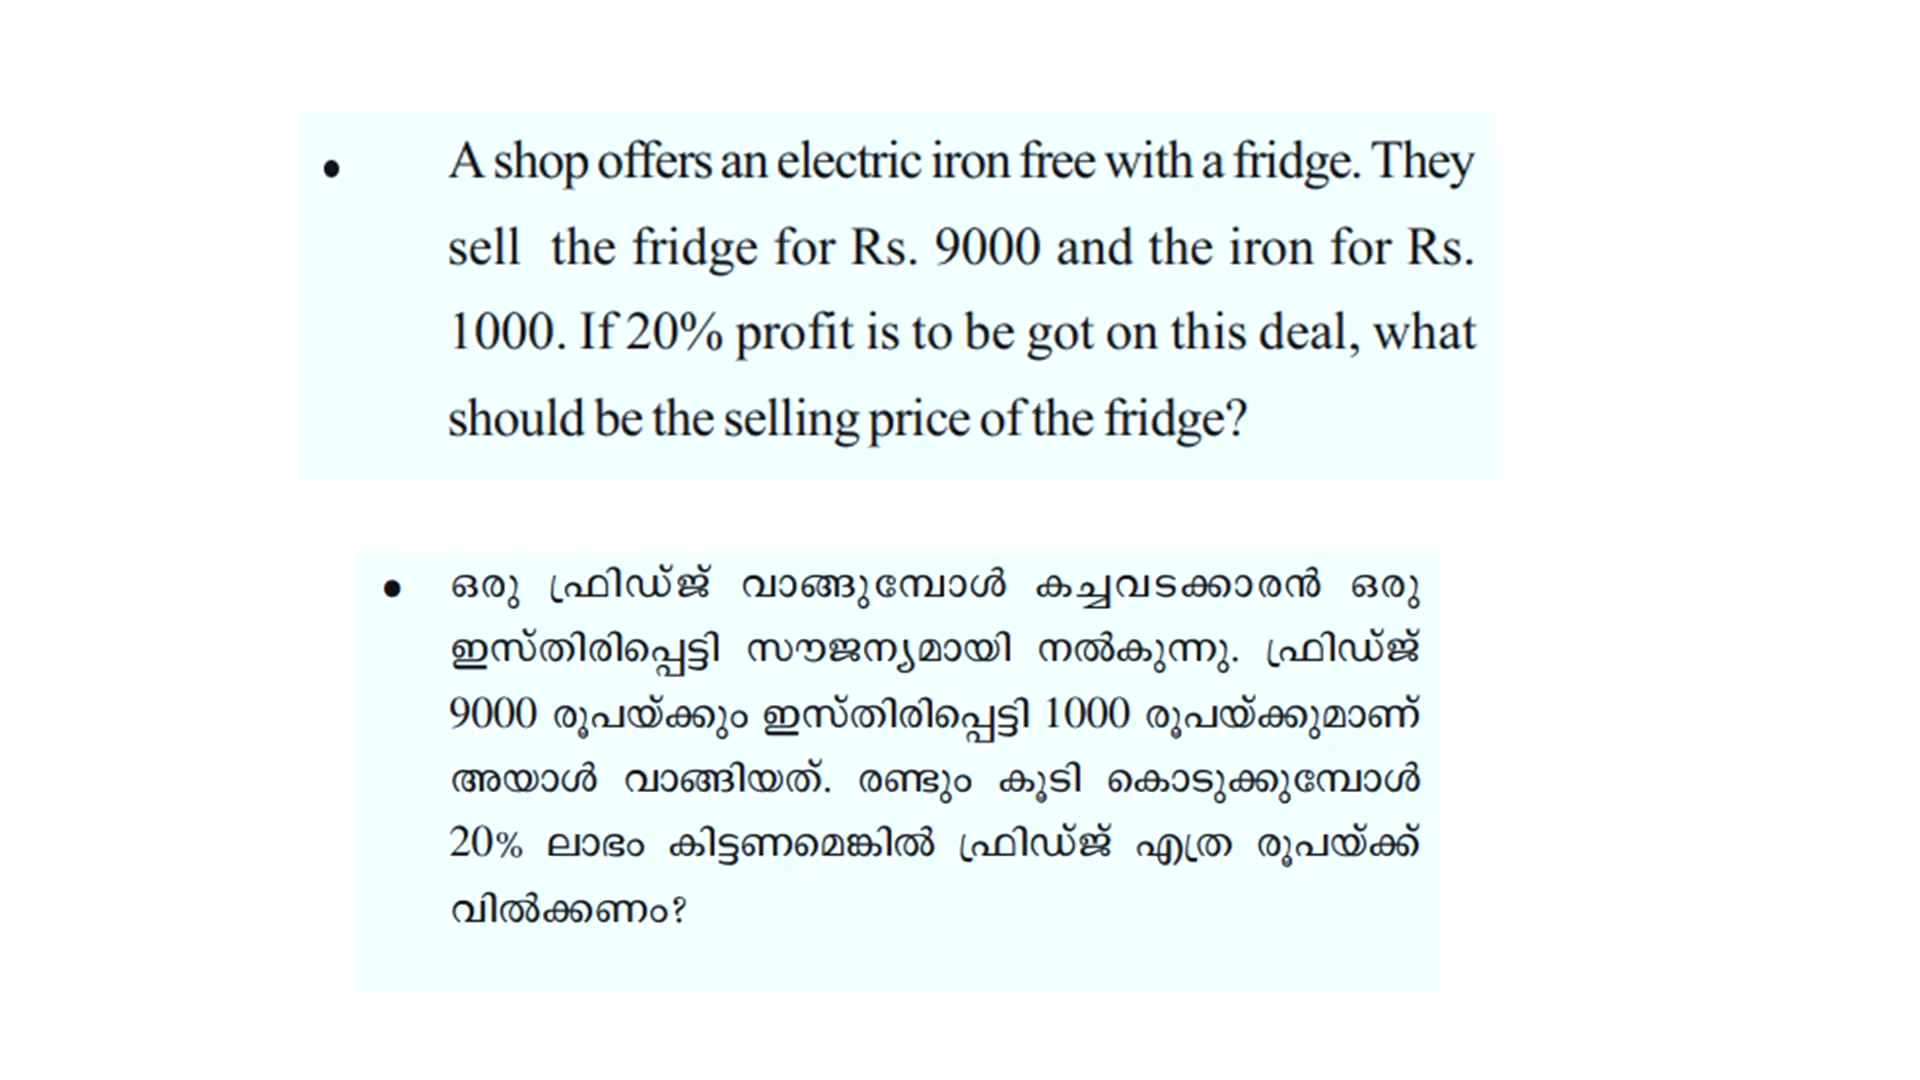 • A shop offers an electric iron free with a fridge. They
sell the fridge for Rs. 9000 and the iron for Rs.
1000. If 20% profit is to be got on this deal, what
should be the selling price of the fridge?
• ഒരു ഫ്രിഡ്ജ് വാങ്ങുമ്പോൾ കച്ചവടക്കാരൻ ഒരു
ഇസ്തിരിപ്പെട്ടി സൗജന്യമായി നൽകുന്നു. ഫ്രിഡ്ജ്
9000 രൂപയ്ക്കും ഇസ്തിരിപ്പെട്ടി 1000 രൂപയ്ക്കുമാണ്
അയാൾ വാങ്ങിയത്. രണ്ടും കൂടി കൊടുക്കുമ്പോൾ
20% ലാഭം കിട്ടണമെങ്കിൽ ഫ്രിഡ്ജ് എത്ര രൂപയ്ക്ക്
വിൽക്കണം?